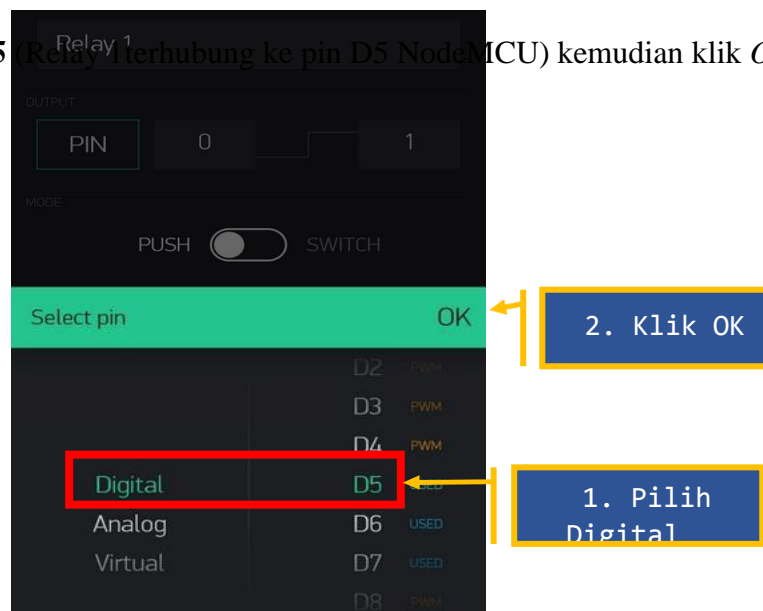 5 (Relay 1terhubung ke pin D5 NodeMCU) kemudian klik O
Relay 1
OUTPUT
PIN 0 1
MODE
PUSH SWITCH
Select pin OK
2. Klik OK
D2 PWM
D3 PWM
D4 PWM
Digital D5 USED
1. Pilih
Digital
Analog D6 USED
Virtual D7 USED
D8 PWM